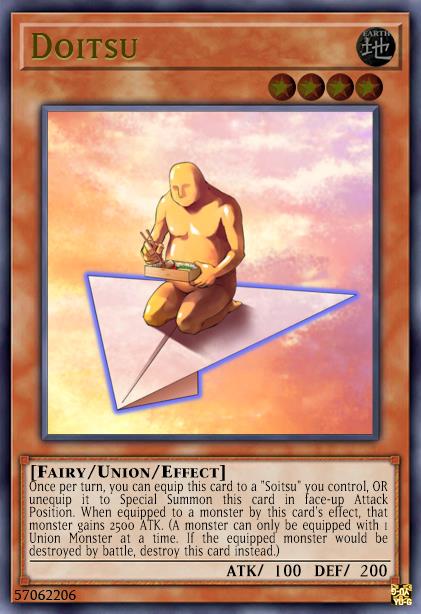 Doitsu
EARTH
地
[Fairy/Union/Effect]
Once per turn, you can equip this card to a "Soitsu" you control, OR
unequip it to Special Summon this card in face-up Attack
Position. When equipped to a monster by this card's effect, that
monster gains 2500 ATK. (A monster can only be equipped with 1
Union Monster at a time. If the equipped monster would be
destroyed by battle, destroy this card instead.)
ATK/ 100 DEF/ 200
57062206